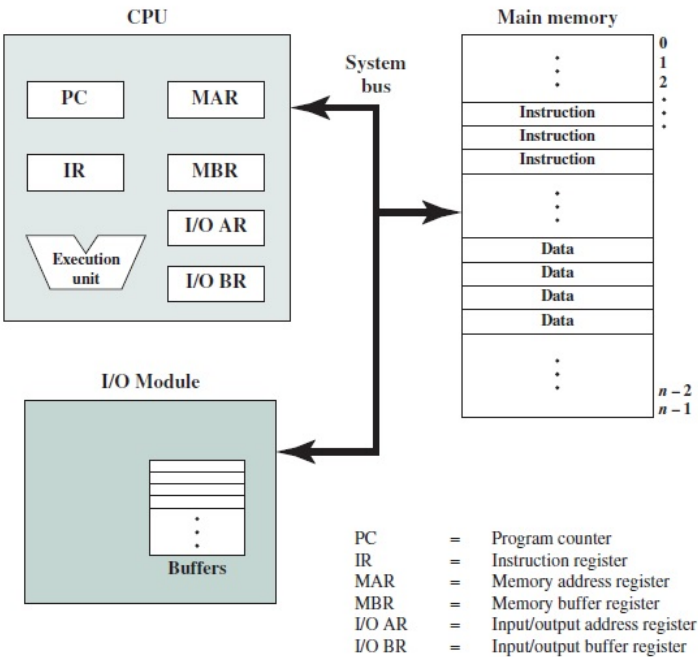 CPU
Main memory
System
bus
PC
MAR
IR
MBR
I/O AR
I/O BR
Execution
unit
0
1
2
Instruction
Instruction
Instruction
Data
Data
Data
Data
n – 2
n – 1
I/O Module
Buffers
PC = Program counter
IR = Instruction register
MAR = Memory address register
MBR = Memory buffer register
I/O AR = Input/output address register
I/O BR = Input/output buffer register